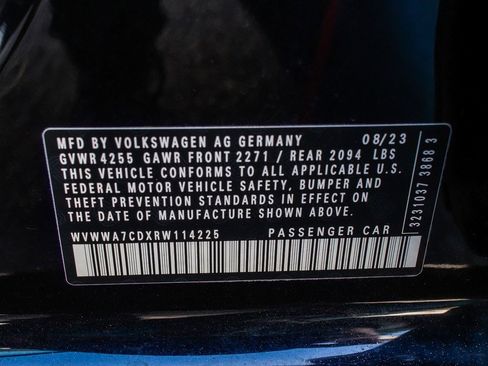 MFD BY VOLKSWAGEN AG GERMANY 08/23
GVWR 4255 GAWR FRONT 2271 / REAR 2094 LBS
THIS VEHICLE CONFORMS TO ALL APPLICABLE U.S.
FEDERAL MOTOR VEHICLE SAFETY, BUMPER AND
THEFT PREVENTION STANDARDS IN EFFECT ON
THE DATE OF MANUFACTURE SHOWN ABOVE.
WVWWA7CDXRW114225 PASSENGER CAR
3231037 3868 3